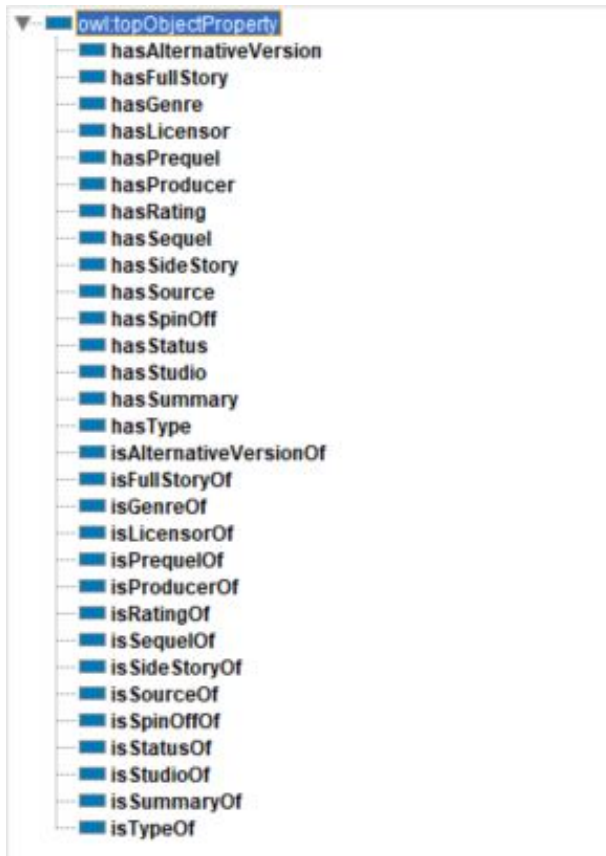 owl:topObjectProperty
hasAlternativeVersion
hasFullStory
hasGenre
hasLicensor
hasPrequel
hasProducer
hasRating
hasSequel
hasSideStory
hasSource
hasSpinOff
hasStatus
hasStudio
hasSummary
hasType
isAlternativeVersionOf
isFullStoryOf
isGenreOf
isLicensorOf
isPrequelOf
isProducerOf
isRatingOf
isSequelOf
isSideStoryOf
isSourceOf
isSpinOffOf
isStatusOf
isStudioOf
isSummaryOf
isTypeOf